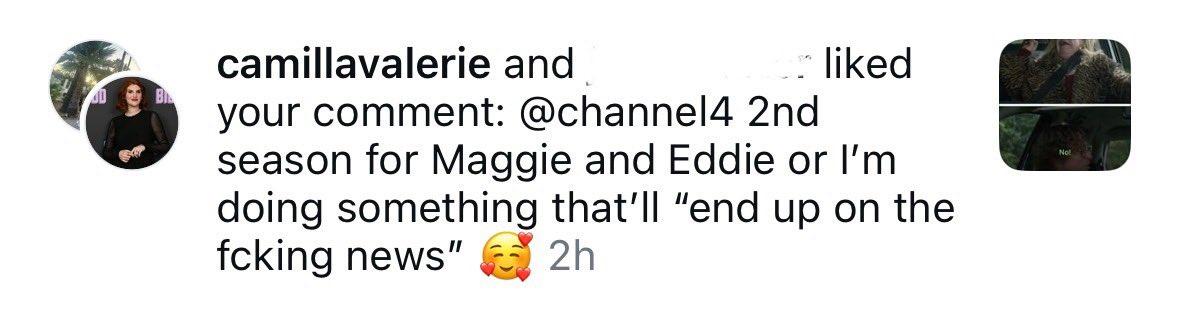 camillavalerie and liked
your comment: @channel4 2nd
season for Maggie and Eddie or I’m
doing something that’ll “end up on the
fcking news” 🥰 2h
No!